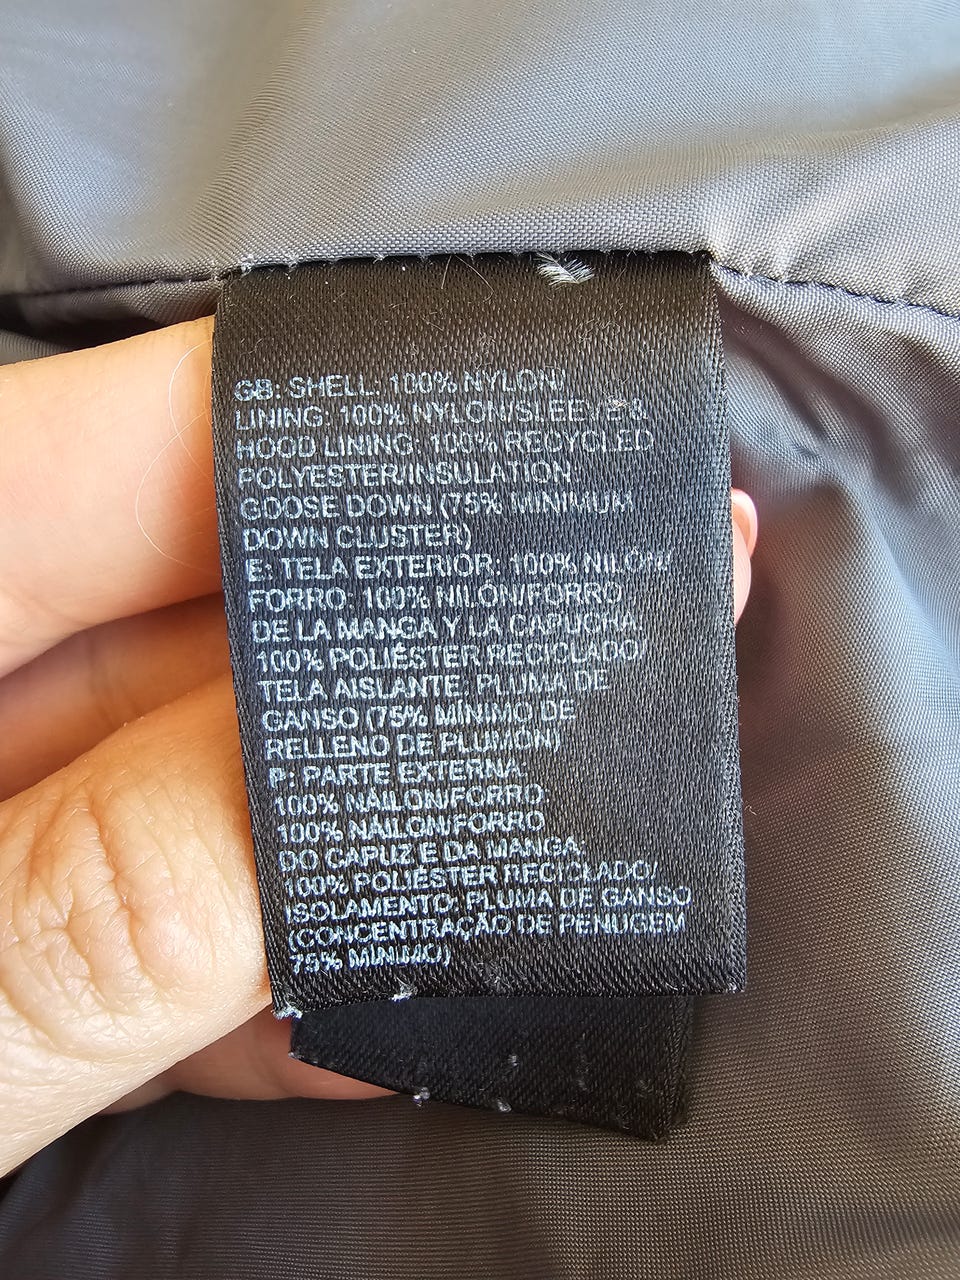 GB: SHELL: 100% NYLON/
LINING: 100% NYLON/SLEEVE &
HOOD LINING: 100% RECYCLED
POLYESTER/INSULATION:
GOOSE DOWN (75% MINIMUM
DOWN CLUSTER)
E: TELA EXTERIOR: 100% NILÓN/
FORRO: 100% NILÓN/FORRO
DE LA MANGA Y LA CAPUCHA:
100% POLIÉSTER RECICLADO/
TELA AISLANTE: PLUMA DE
GANSO (75% MÍNIMO DE
RELLENO DE PLUMÓN)
P: PARTE EXTERNA:
100% NÁILON/FORRO:
100% NÁILON/FORRO
DO CAPUZ E DA MANGA:
100% POLIÉSTER RECICLADO/
ISOLAMENTO: PLUMA DE GANSO
(CONCENTRAÇÃO DE PENUGEM
75% MÍNIMO)